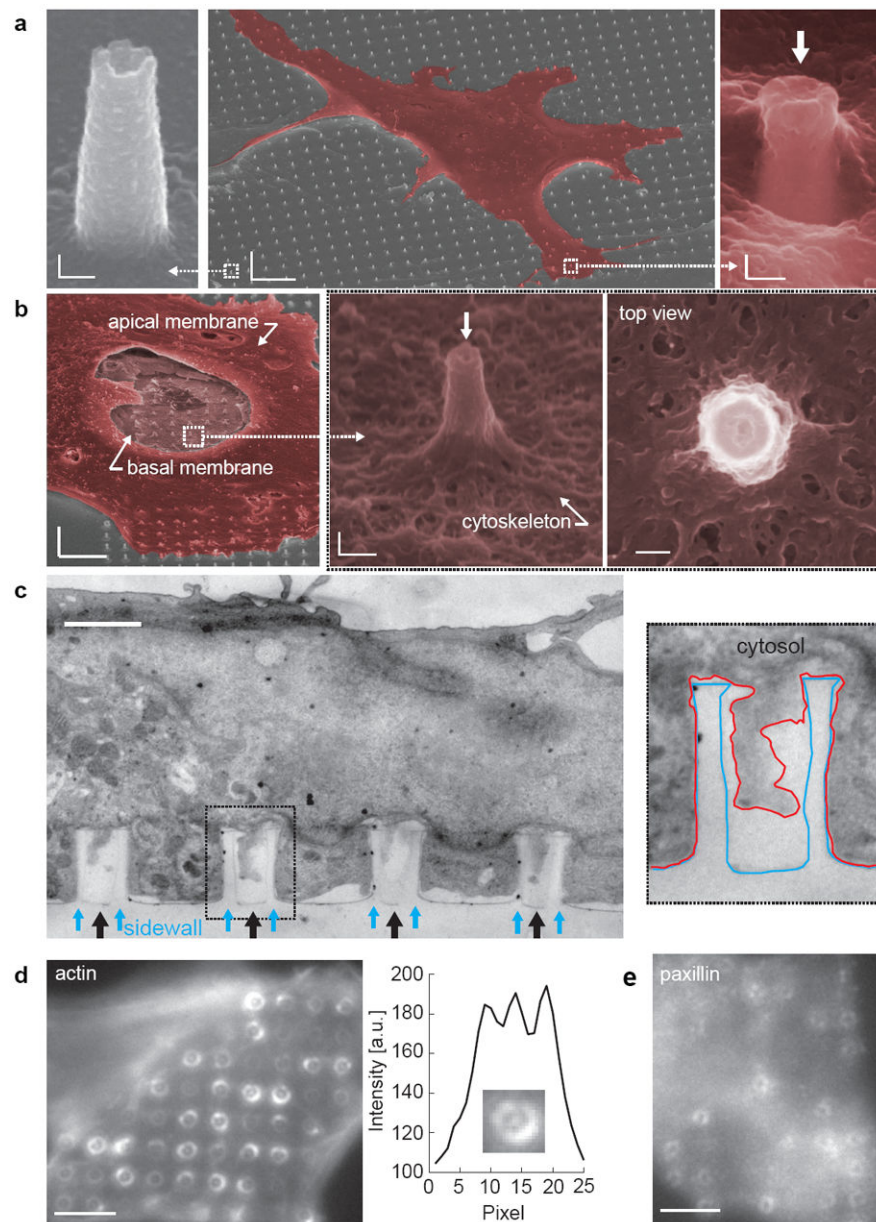 a
b
apical membrane
basal membrane
cytoskeleton
top view
c
sidewall
cytosol
d
actin
200
180
160
140
120
100
Intensity [a.u.]
0
5
10
15
20
25
Pixel
e
paxillin